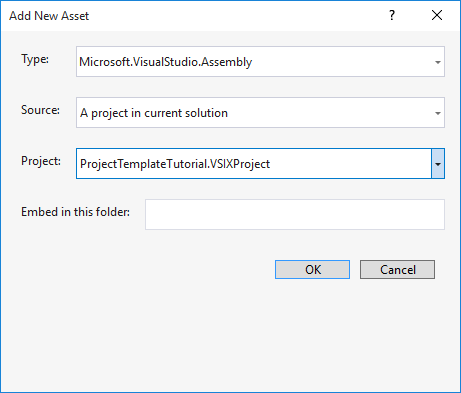 Add New Asset
Type: Microsoft.VisualStudio.Assembly
Source: A project in current solution
Project: ProjectTemplateTutorial.VSIXProject
Embed in this folder:
OK Cancel